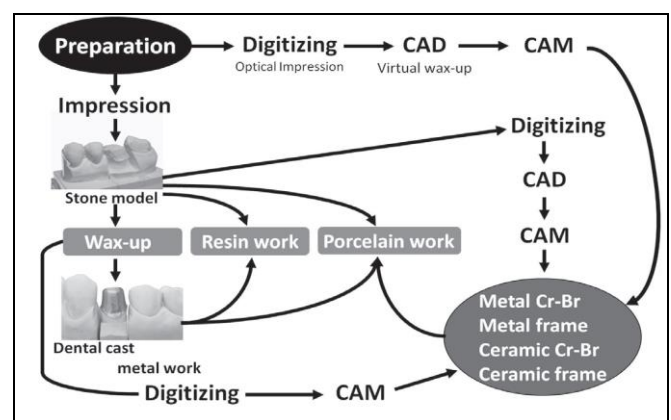 Preparation
Digitizing
CAD
CAM
Optical Impression
Virtual wax-up
Impression
Digitizing
Stone model
CAD
Wax-up
Resin work
Porcelain work
CAM
Metal Cr-Br
Metal frame
Ceramic Cr-Br
Ceramic frame
Dental cast
metal work
Digitizing
CAM